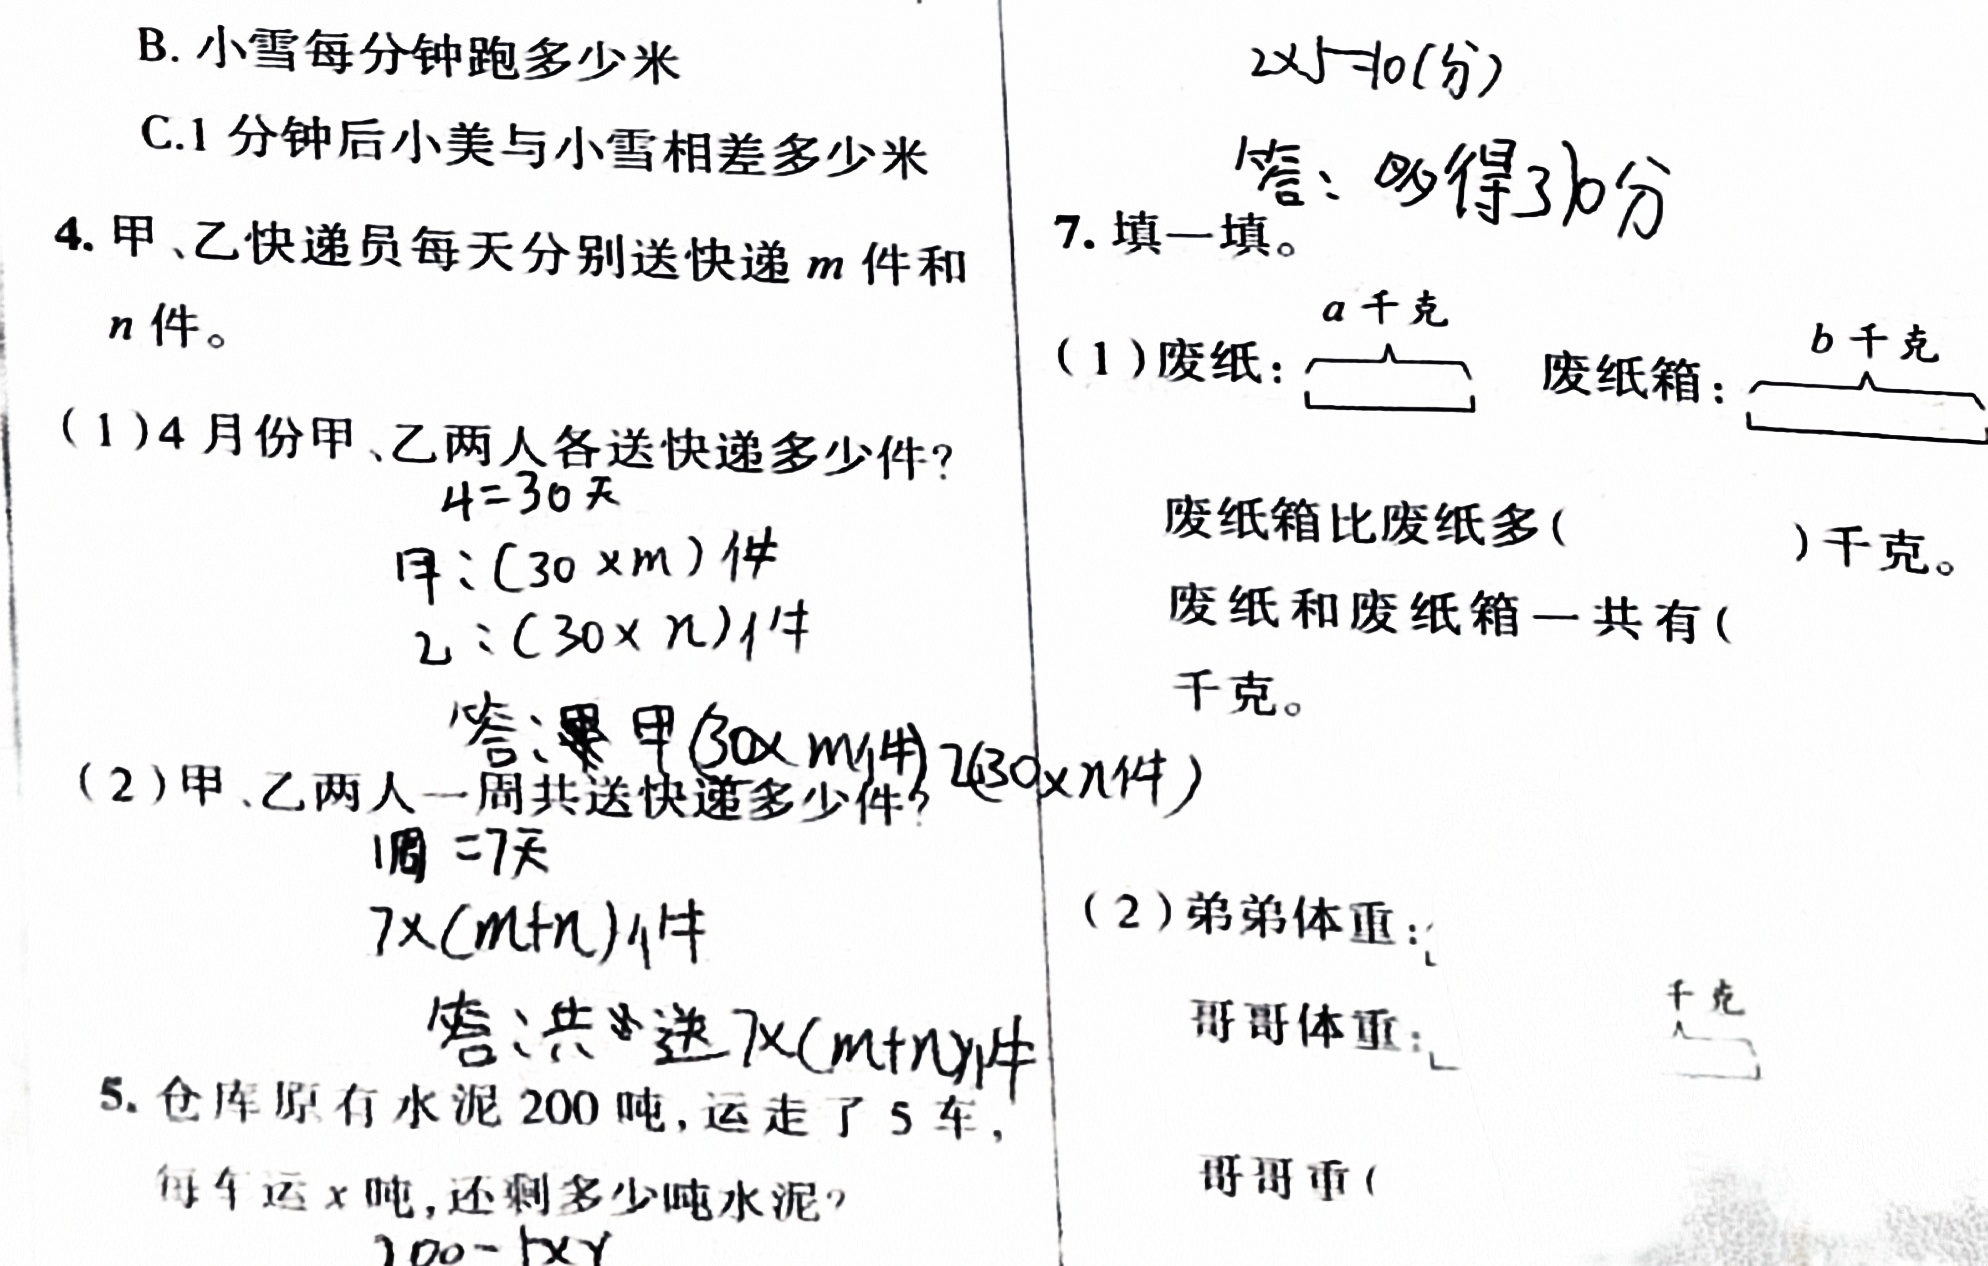 B. 小雪每分钟跑多少米
C.1 分钟后小美与小雪相差多少米
4. 甲、乙快递员每天分别送快递 m 件和
n 件。
(1)4 月份甲、乙两人各送快递多少件?
4=30天
甲:(30×m)件
乙:(30×n)件
答: 甲(30×m件)乙(30×n件)
(2)甲、乙两人一周共送快递多少件?
1周=7天
7×(m+n)件
答:共送7×(m+n)件
5. 仓库原有水泥 200 吨,运走了 5 车,
每车运 x 吨,还剩多少吨水泥?
200-5×x
2×5=10(分)
答:多得10分
7. 填一填。
a 千克
b 千克
(1)废纸: 废纸箱:
废纸箱比废纸多( )千克。
废纸和废纸箱一共有(
千克。
(2)弟弟体重:
千克
哥哥体重:
哥哥重(